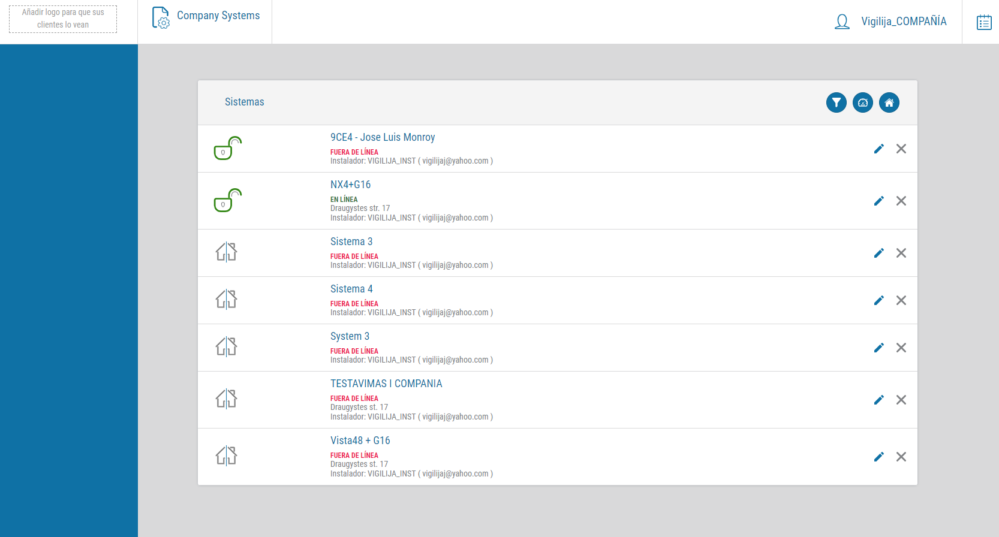 Añadir logo para que sus
clientes lo vean
Company Systems
Vigilija_COMPAÑÍA
Sistemas
9CE4 - Jose Luis Monroy
FUERA DE LÍNEA
Instalador: VIGILIJA_INST ( vigilijaj@yahoo.com )
NX4+G16
EN LÍNEA
Draugystes str. 17
Instalador: VIGILIJA_INST ( vigilijaj@yahoo.com )
Sistema 3
FUERA DE LÍNEA
Instalador: VIGILIJA_INST ( vigilijaj@yahoo.com )
Sistema 4
FUERA DE LÍNEA
Instalador: VIGILIJA_INST ( vigilijaj@yahoo.com )
System 3
FUERA DE LÍNEA
Instalador: VIGILIJA_INST ( vigilijaj@yahoo.com )
TESTAVIMAS I COMPANIA
FUERA DE LÍNEA
Draugystes st. 17
Instalador: VIGILIJA_INST ( vigilijaj@yahoo.com )
Vista48 + G16
FUERA DE LÍNEA
Draugystes st. 17
Instalador: VIGILIJA_INST ( vigilijaj@yahoo.com )